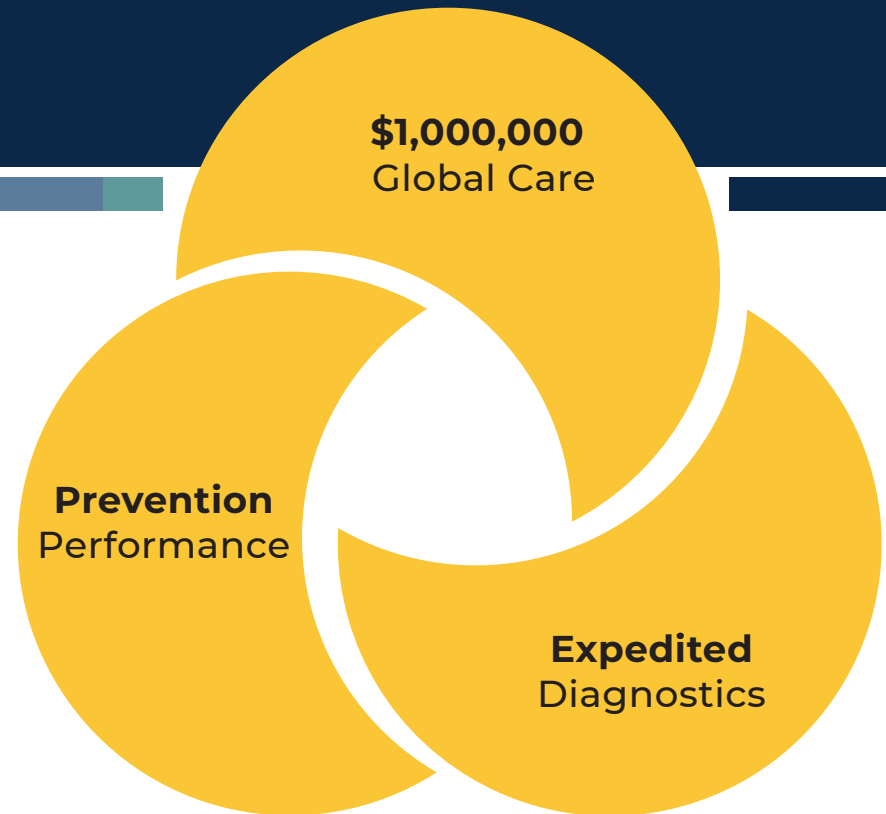 $1,000,000
Global Care
Prevention
Performance
Expedited
Diagnostics